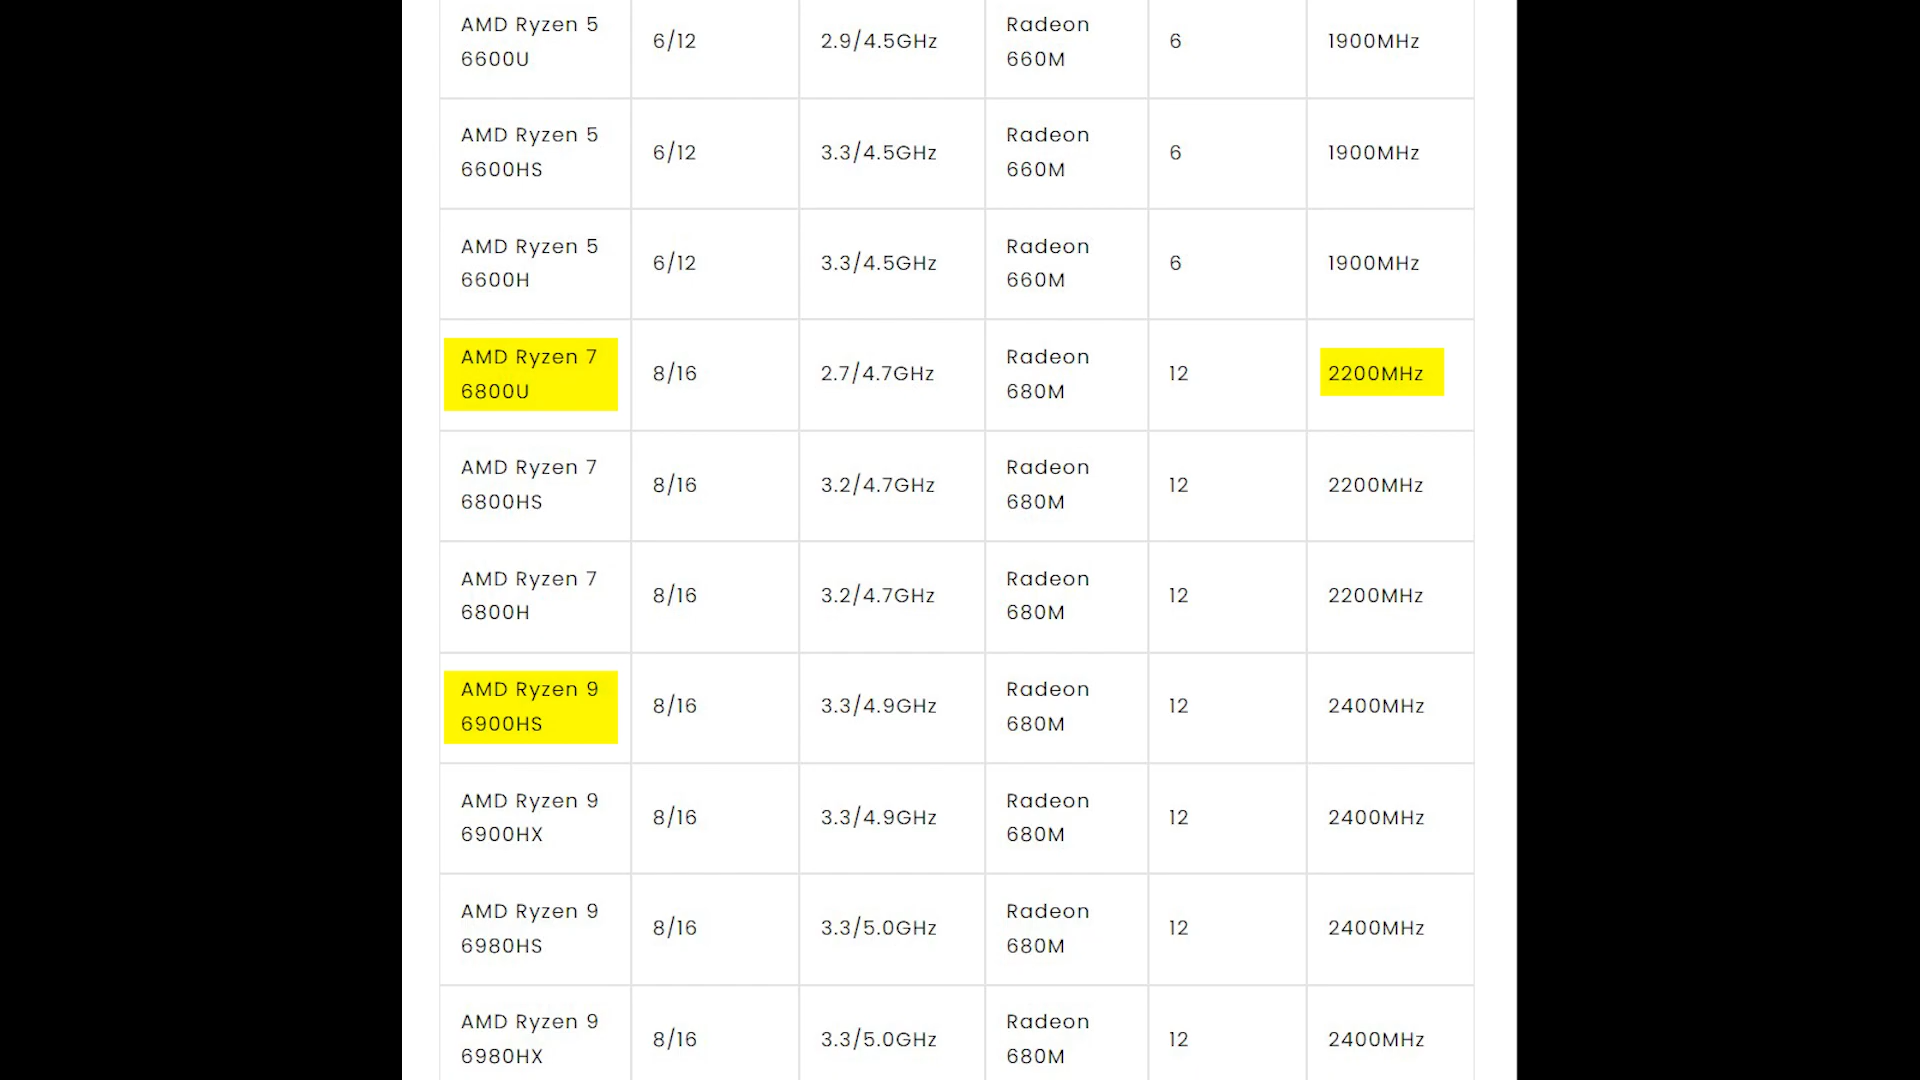 AMD Ryzen 5
6600U
6/12
2.9/4.5GHz
Radeon
660M
6
1900MHz
AMD Ryzen 5
6600HS
6/12
3.3/4.5GHz
Radeon
660M
6
1900MHz
AMD Ryzen 5
6600H
6/12
3.3/4.5GHz
Radeon
660M
6
1900MHz
AMD Ryzen 7
6800U
8/16
2.7/4.7GHz
Radeon
680M
12
2200MHz
AMD Ryzen 7
6800HS
8/16
3.2/4.7GHz
Radeon
680M
12
2200MHz
AMD Ryzen 7
6800H
8/16
3.2/4.7GHz
Radeon
680M
12
2200MHz
AMD Ryzen 9
6900HS
8/16
3.3/4.9GHz
Radeon
680M
12
2400MHz
AMD Ryzen 9
6900HX
8/16
3.3/4.9GHz
Radeon
680M
12
2400MHz
AMD Ryzen 9
6980HS
8/16
3.3/5.0GHz
Radeon
680M
12
2400MHz
AMD Ryzen 9
6980HX
8/16
3.3/5.0GHz
Radeon
680M
12
2400MHz